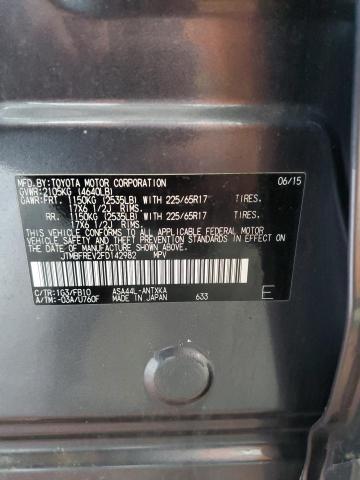 MFD.BY:TOYOTA MOTOR CORPORATION 06/15
GVWR:2105KG (4640LB)
GAWR:FRT. 1150KG (2535LB) WITH 225/65R17 TIRES.
17X6 1/2J RIMS.
RR. 1150KG (2535LB) WITH 225/65R17 TIRES.
17X6 1/2J RIMS.
THIS VEHICLE CONFORMS TO ALL APPLICABLE
FEDERAL MOTOR VEHICLE SAFETY AND
THEFT PREVENTION STANDARDS IN EFFECT
ON THE DATE OF MANUFACTURE SHOWN ABOVE.
JTMBFREV2FD142982 MPV
C/TR:1G3/FB10 ASA44L-ANTXKA
A/TM:-03A/U760F MADE IN JAPAN 633 E